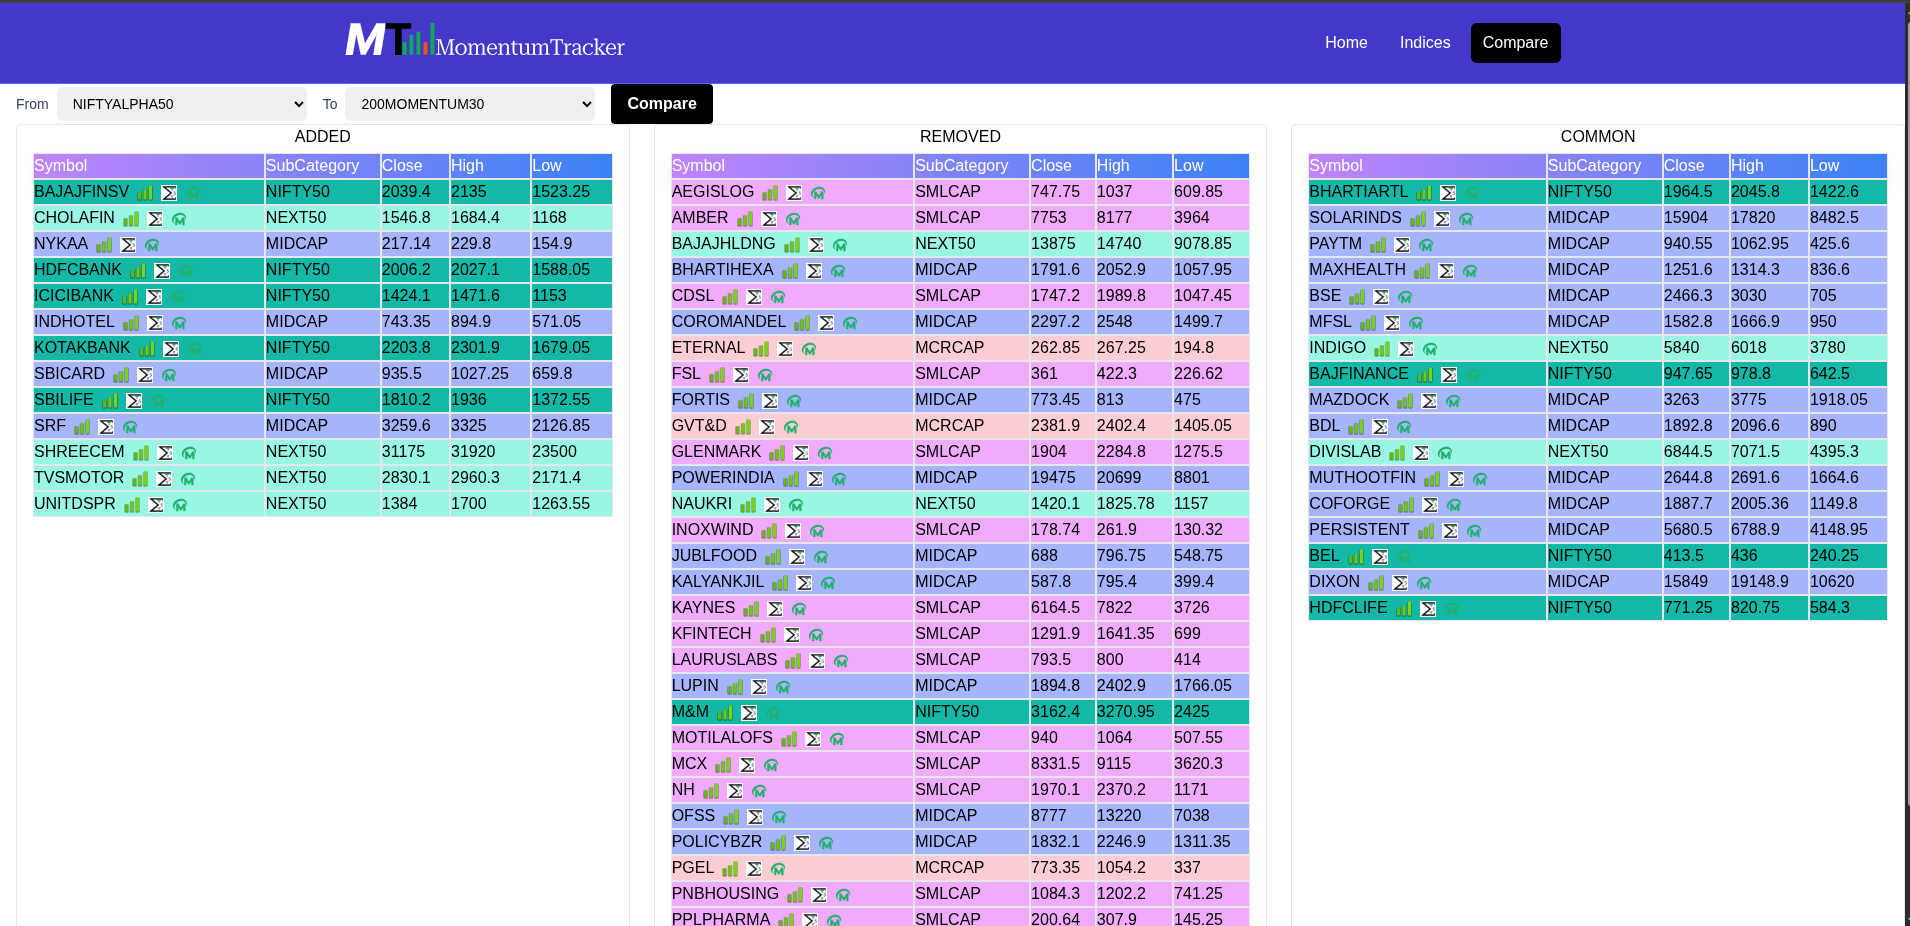 MT MomentumTracker
Home Indices Compare
From NIFTYALPHA50 To 200MOMENTUM30 Compare
ADDED
Symbol SubCategory Close High Low
BAJAJFINSV NIFTY50 2039.4 2135 1523.25
CHOLAFIN NEXT50 1546.8 1684.4 1168
NYKAA MIDCAP 217.14 229.8 154.9
HDFCBANK NIFTY50 2006.2 2027.1 1588.05
ICICIBANK NIFTY50 1424.1 1471.6 1153
INDHOTEL MIDCAP 743.35 894.9 571.05
KOTAKBANK NIFTY50 2203.8 2301.9 1679.05
SBICARD MIDCAP 935.5 1027.25 659.8
SBILIFE NIFTY50 1810.2 1936 1372.55
SRF MIDCAP 3259.6 3325 2126.85
SHREECEM NEXT50 31175 31920 23500
TVSMOTOR NEXT50 2830.1 2960.3 2171.4
UNITDSPR NEXT50 1384 1700 1263.55
REMOVED
Symbol SubCategory Close High Low
AEGISLOG SMLCAP 747.75 1037 609.85
AMBER SMLCAP 7753 8177 3964
BAJAJHLDNG NEXT50 13875 14740 9078.85
BHARTIHEXA MIDCAP 1791.6 2052.9 1057.95
CDSL SMLCAP 1747.2 1989.8 1047.45
COROMANDEL MIDCAP 2297.2 2548 1499.7
ETERNAL MCRCAP 262.85 267.25 194.8
FSL SMLCAP 361 422.3 226.62
FORTIS MIDCAP 773.45 813 475
GVT&D MCRCAP 2381.9 2402.4 1405.05
GLENMARK SMLCAP 1904 2284.8 1275.5
POWERINDIA MIDCAP 19475 20699 8801
NAUKRI NEXT50 1420.1 1825.78 1157
INOXWIND SMLCAP 178.74 261.9 130.32
JUBLFOOD MIDCAP 688 796.75 548.75
KALYANKJIL MIDCAP 587.8 795.4 399.4
KAYNES SMLCAP 6164.5 7822 3726
KFINTECH SMLCAP 1291.9 1641.35 699
LAURUSLABS SMLCAP 793.5 800 414
LUPIN MIDCAP 1894.8 2402.9 1766.05
M&M NIFTY50 3162.4 3270.95 2425
MOTILALOFS SMLCAP 940 1064 507.55
MCX SMLCAP 8331.5 9115 3620.3
NH SMLCAP 1970.1 2370.2 1171
OFSS MIDCAP 8777 13220 7038
POLICYBZR MIDCAP 1832.1 2246.9 1311.35
PGEL MCRCAP 773.35 1054.2 337
PNBHOUSING SMLCAP 1084.3 1202.2 741.25
PPLPHARMA SMLCAP 200.64 307.9 145.25
COMMON
Symbol SubCategory Close High Low
BHARTIARTL NIFTY50 1964.5 2045.8 1422.6
SOLARINDS MIDCAP 15904 17820 8482.5
PAYTM MIDCAP 940.55 1062.95 425.6
MAXHEALTH MIDCAP 1251.6 1314.3 836.6
BSE MIDCAP 2466.3 3030 705
MFSL MIDCAP 1582.8 1666.9 950
INDIGO NEXT50 5840 6018 3780
BAJFINANCE NIFTY50 947.65 978.8 642.5
MAZDOCK MIDCAP 3263 3775 1918.05
BDL MIDCAP 1892.8 2096.6 890
DIVISLAB NEXT50 6844.5 7071.5 4395.3
MUTHOOTFIN MIDCAP 2644.8 2691.6 1664.6
COFORGE MIDCAP 1887.7 2005.36 1149.8
PERSISTENT MIDCAP 5680.5 6788.9 4148.95
BEL NIFTY50 413.5 436 240.25
DIXON MIDCAP 15849 19148.9 10620
HDFCLIFE NIFTY50 771.25 820.75 584.3